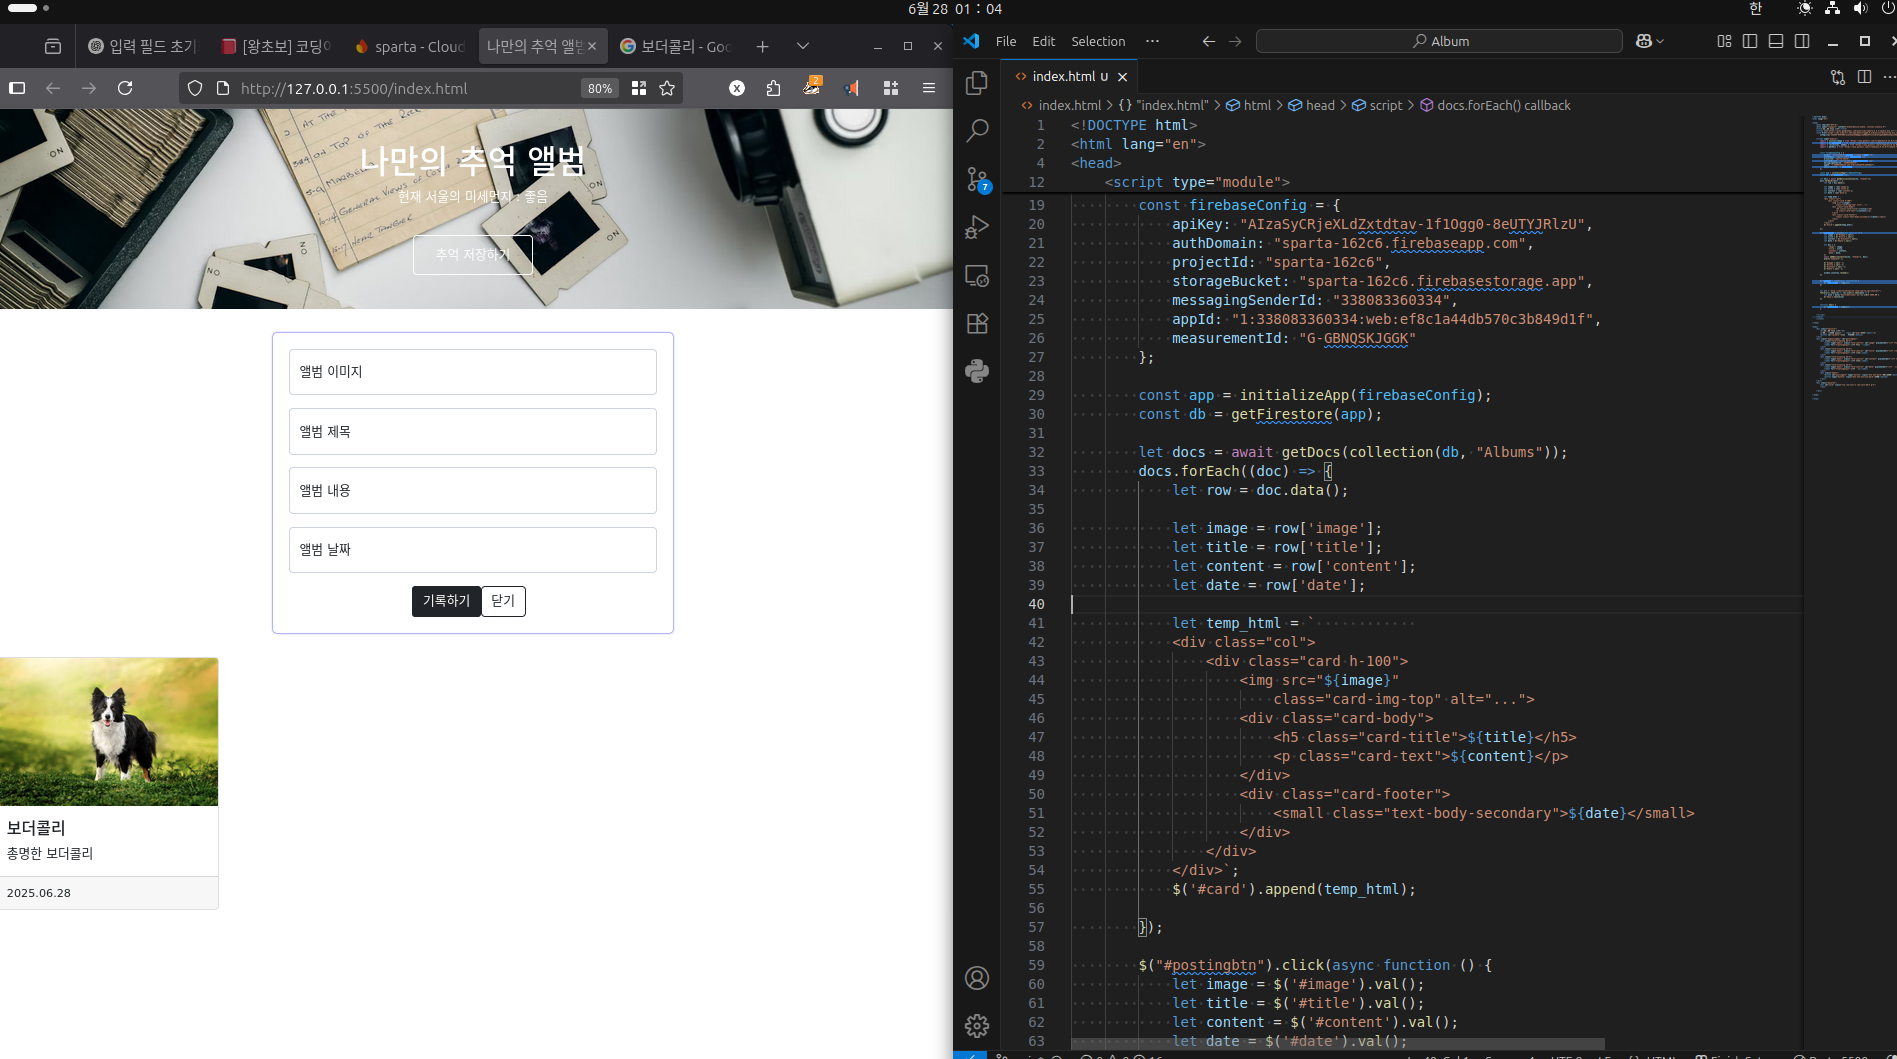 6월 28 01 : 04
한
입력 필드 초기
[왕초보] 코딩이
sparta - Cloud
나만의 추억 앨범
보더콜리 - Goo
http://127.0.0.1:5500/index.html
80%
2
나만의 추억 앨범
현재 서울의 미세먼지 : 좋음
추억 저장하기
앨범 이미지
앨범 제목
앨범 내용
앨범 날짜
기록하기 닫기
보더콜리
총명한 보더콜리
2025.06.28
File Edit Selection ···
Album
index.html U
7
index.html > {} "index.html" > html > head > script > docs.forEach() callback
1 <!DOCTYPE html>
2 <html lang="en">
4 <head>
12 <script type="module">
19 const firebaseConfig = {
20 apiKey: "AIzaSyCRjeXLdZxtdtav-1f1Ogg0-8eUTYJRlzU",
21 authDomain: "sparta-162c6.firebaseapp.com",
22 projectId: "sparta-162c6",
23 storageBucket: "sparta-162c6.firebasestorage.app",
24 messagingSenderId: "338083360334",
25 appId: "1:338083360334:web:ef8c1a44db570c3b849d1f",
26 measurementId: "G-GBNQSKJGGK"
27 };
28
29 const app = initializeApp(firebaseConfig);
30 const db = getFirestore(app);
31
32 let docs = await getDocs(collection(db, "Albums"));
33 docs.forEach((doc) => {
34 let row = doc.data();
35
36 let image = row['image'];
37 let title = row['title'];
38 let content = row['content'];
39 let date = row['date'];
40
41 let temp_html = `
42 <div class="col">
43 <div class="card h-100">
44 <img src="${image}"
45 class="card-img-top" alt="...">
46 <div class="card-body">
47 <h5 class="card-title">${title}</h5>
48 <p class="card-text">${content}</p>
49 </div>
50 <div class="card-footer">
51 <small class="text-body-secondary">${date}</small>
52 </div>
53 </div>
54 </div>`;
55 $('#card').append(temp_html);
56
57 });
58
59 $("#postingbtn").click(async function () {
60 let image = $('#image').val();
61 let title = $('#title').val();
62 let content = $('#content').val();
63 let date = $('#date').val();